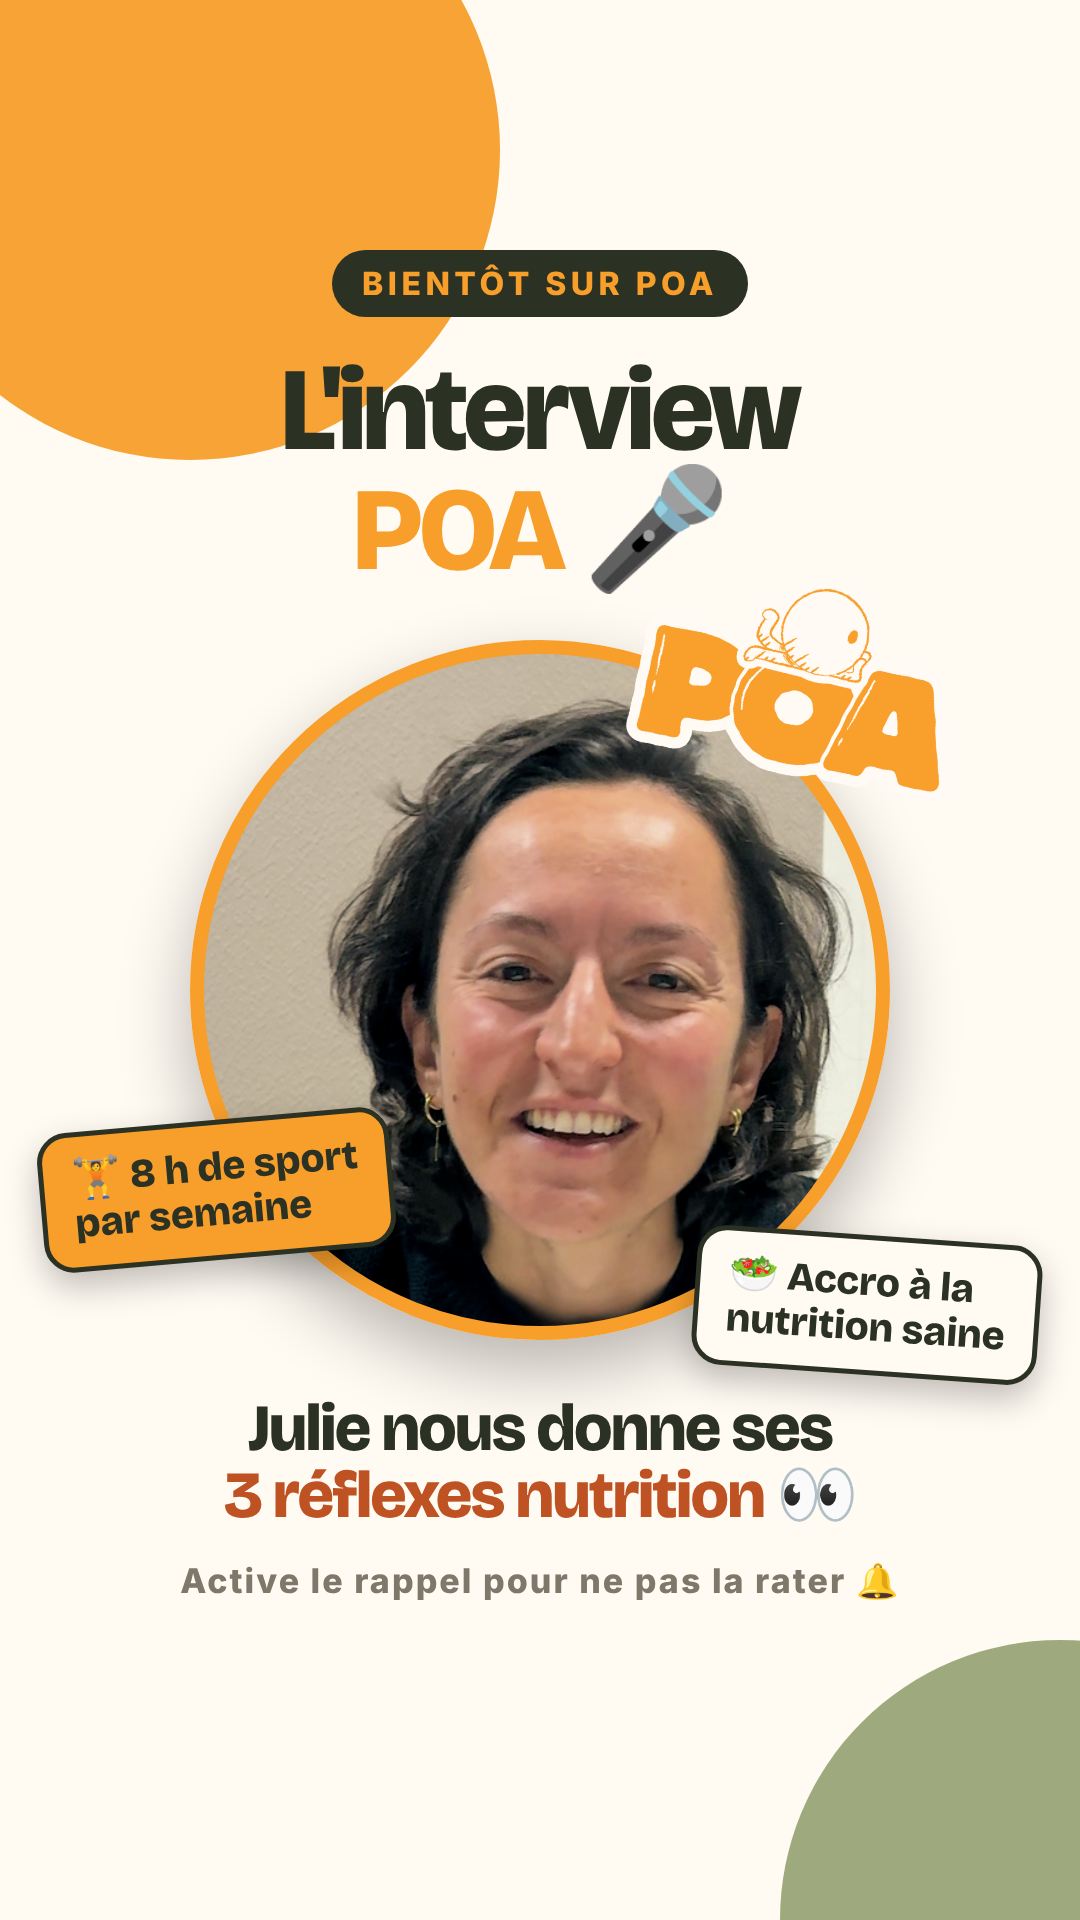 BIENTÔT SUR POA
L'interview
POA 🎤
POA
🏋️ 8 h de sport
par semaine
🥗 Accro à la
nutrition saine
Julie nous donne ses
3 réflexes nutrition 👀
Active le rappel pour ne pas la rater 🔔